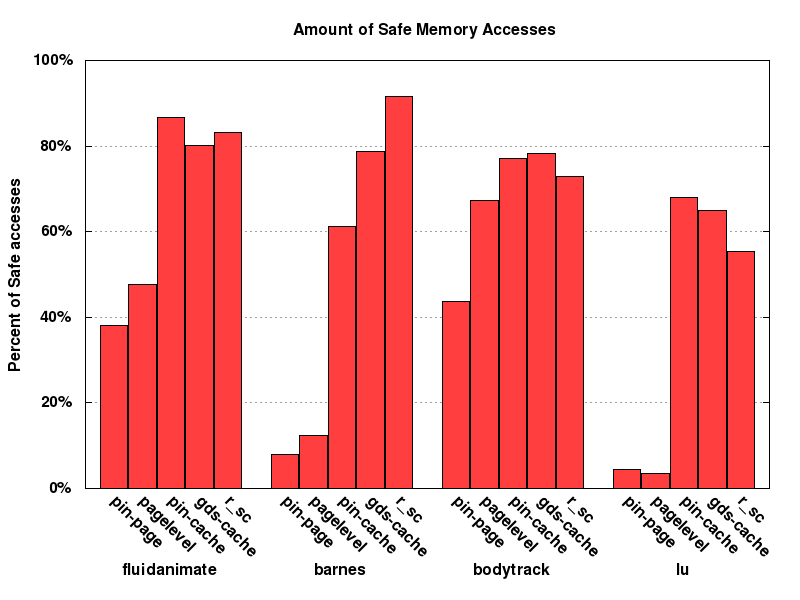 Amount of Safe Memory Accesses
Percent of Safe accesses
100%
80%
60%
40%
20%
0%
pin-page
pagelevel
pin-cache
gds-cache
r_sc
pin-page
pagelevel
pin-cache
gds-cache
r_sc
pin-page
pagelevel
pin-cache
gds-cache
r_sc
pin-page
pagelevel
pin-cache
gds-cache
r_sc
fluidanimate
barnes
bodytrack
lu